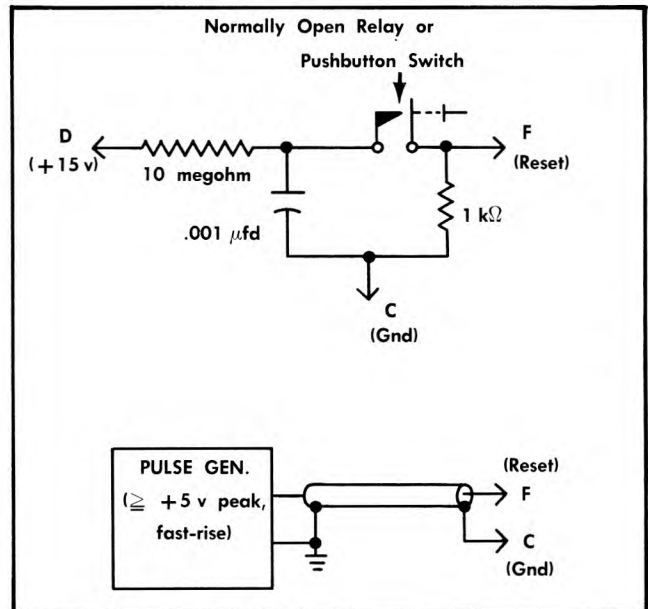 Normally Open Relay or
Pushbutton Switch
D
(+15 v)
10 megohm
F
(Reset)
.001 μfd
1 kΩ
C
(Gnd)
PULSE GEN.
(≧ +5 v peak,
fast-rise)
(Reset)
F
C
(Gnd)